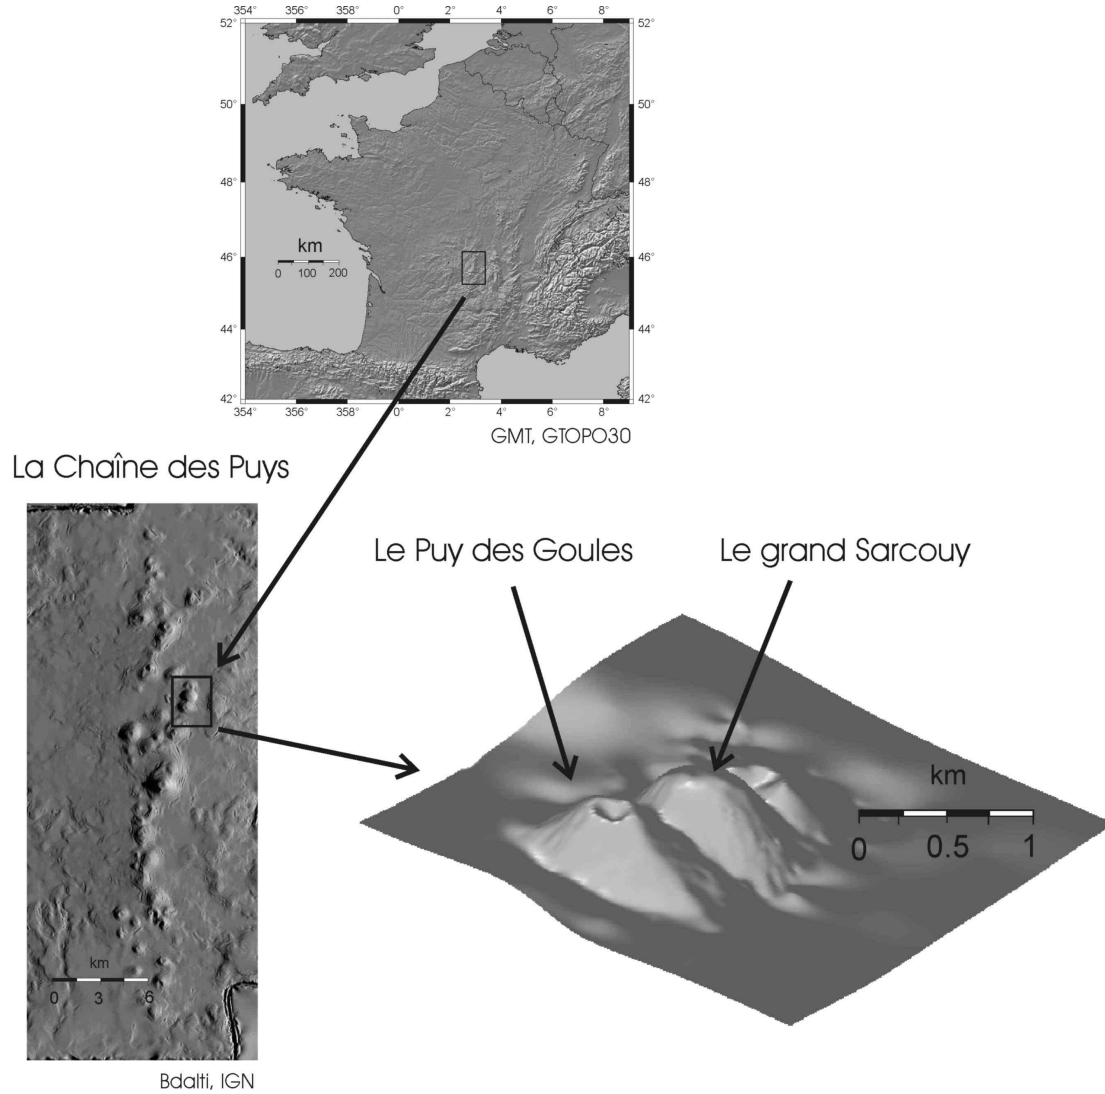 354° 356° 358° 0° 2° 4° 6° 8°
52° 52°
50° 50°
48° 48°
46° 46°
44° 44°
42° 42°
km
0 100 200
354° 356° 358° 0° 2° 4° 6° 8°
GMT, GTOPO30
La Chaîne des Puys
Le Puy des Goules
Le grand Sarcouy
km
0 0.5 1
km
0 3 6
Bdalti, IGN